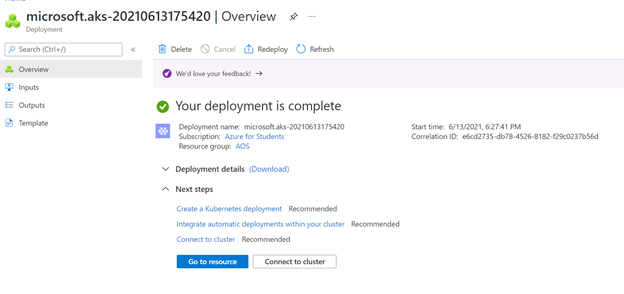 microsoft.aks-20210613175420 | Overview
Deployment
Search (Ctrl+/)
Delete Cancel Redeploy Refresh
Overview
Inputs
Outputs
Template
We'd love your feedback!
Your deployment is complete
Deployment name: microsoft.aks-20210613175420
Subscription: Azure for Students
Resource group: AOS
Start time: 6/13/2021, 6:27:41 PM
Correlation ID: e6cd2735-db78-4526-8182-f29c0237b56d
Deployment details (Download)
Next steps
Create a Kubernetes deployment Recommended
Integrate automatic deployments within your cluster Recommended
Connect to cluster Recommended
Go to resource Connect to cluster